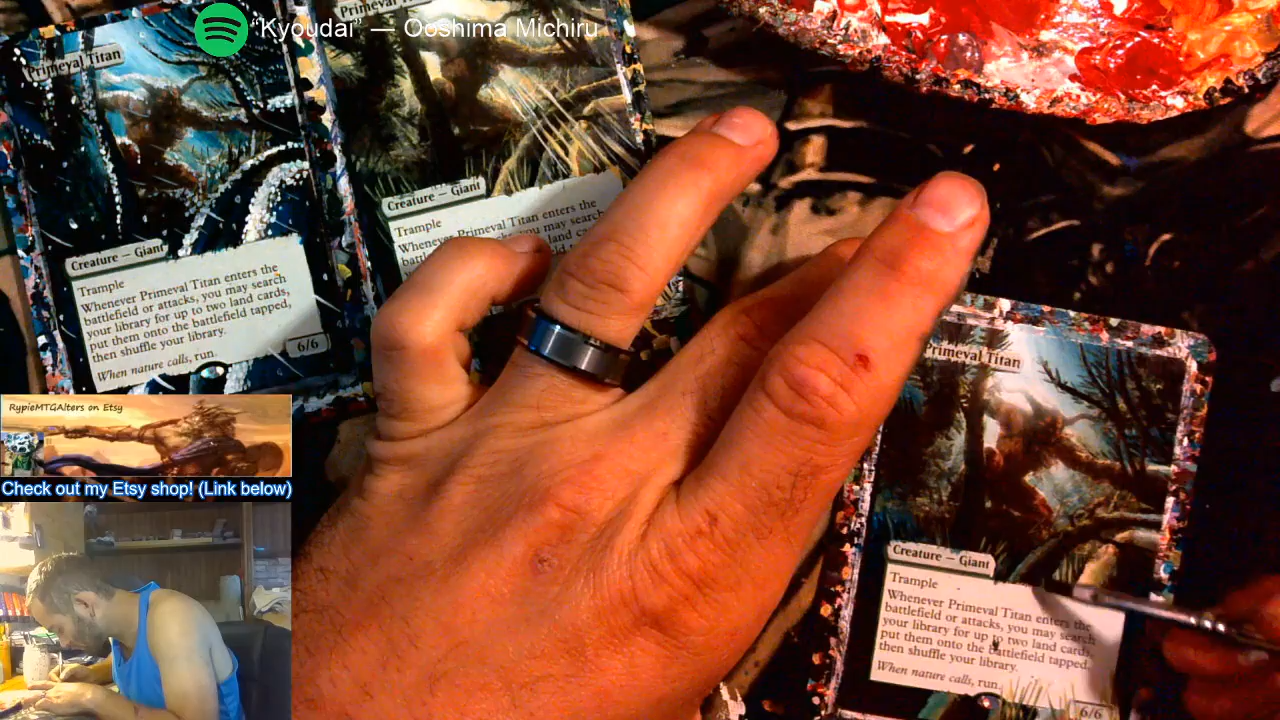 "Kyoudai" — Ooshima Michiru
Primeval Titan
Creature — Giant
Trample
Whenever Primeval Titan enters the
battlefield or attacks, you may search
your library for up to two land cards,
put them onto the battlefield tapped,
then shuffle your library.
When nature calls, run.
6/6
Primeval
Creature — Giant
Trample
Whenever Primeval Titan enters the
Primeval Titan
Creature — Giant
Trample
Whenever Primeval Titan enters the
battlefield or attacks, you may search
your library for up to two land cards,
put them onto the battlefield tapped,
then shuffle your library.
When nature calls, run.
6/6
RypieMTGAlters on Etsy
Check out my Etsy shop! (Link below)